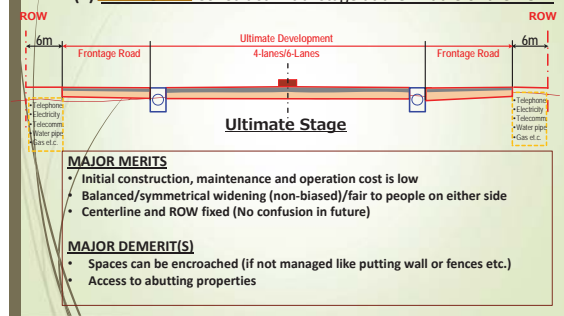 ROW
ROW
6m
Ultimate Development
6m
Frontage Road
4-lanes/6-Lanes
Frontage Road
•Telephone
•Electricity
•Telecomm.
•Water pipe
•Gas et.c.
•Telephone
•Electricity
•Telecomm.
•Water pipe
•Gas et.c.
Ultimate Stage
MAJOR MERITS
• Initial construction, maintenance and operation cost is low
• Balanced/symmetrical widening (non-biased)/fair to people on either side
• Centerline and ROW fixed (No confusion in future)
MAJOR DEMERIT(S)
• Spaces can be encroached (if not managed like putting wall or fences etc.)
• Access to abutting properties